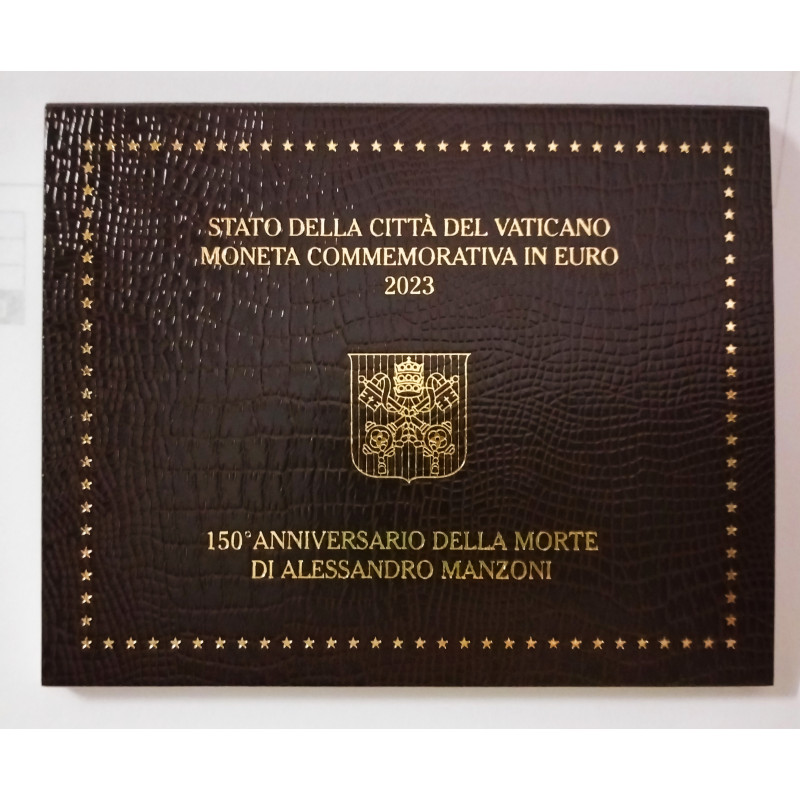 STATO DELLA CITTÀ DEL VATICANO
MONETA COMMEMORATIVA IN EURO
2023
150° ANNIVERSARIO DELLA MORTE
DI ALESSANDRO MANZONI